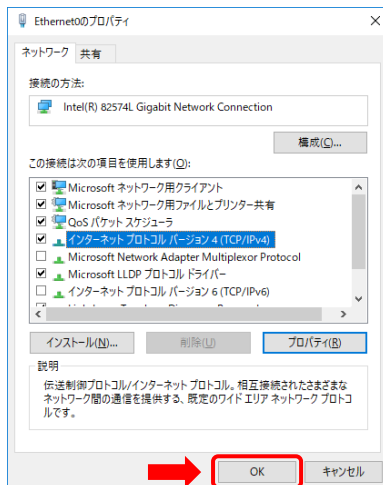 Ethernet0のプロパティ
ネットワーク 共有
接続の方法:
Intel(R) 82574L Gigabit Network Connection
構成(C)...
この接続は次の項目を使用します(O):
Microsoft ネットワーク用クライアント
Microsoft ネットワーク用ファイルとプリンター共有
QoS パケット スケジューラ
インターネット プロトコル バージョン 4 (TCP/IPv4)
Microsoft Network Adapter Multiplexor Protocol
Microsoft LLDP プロトコル ドライバー
インターネット プロトコル バージョン 6 (TCP/IPv6)
インストール(N)... 削除(U) プロパティ(R)
説明
伝送制御プロトコル/インターネット プロトコル。相互接続されたさまざまな
ネットワーク間の通信を提供する、既定のワイド エリア ネットワーク プロトコ
ルです。
OK キャンセル